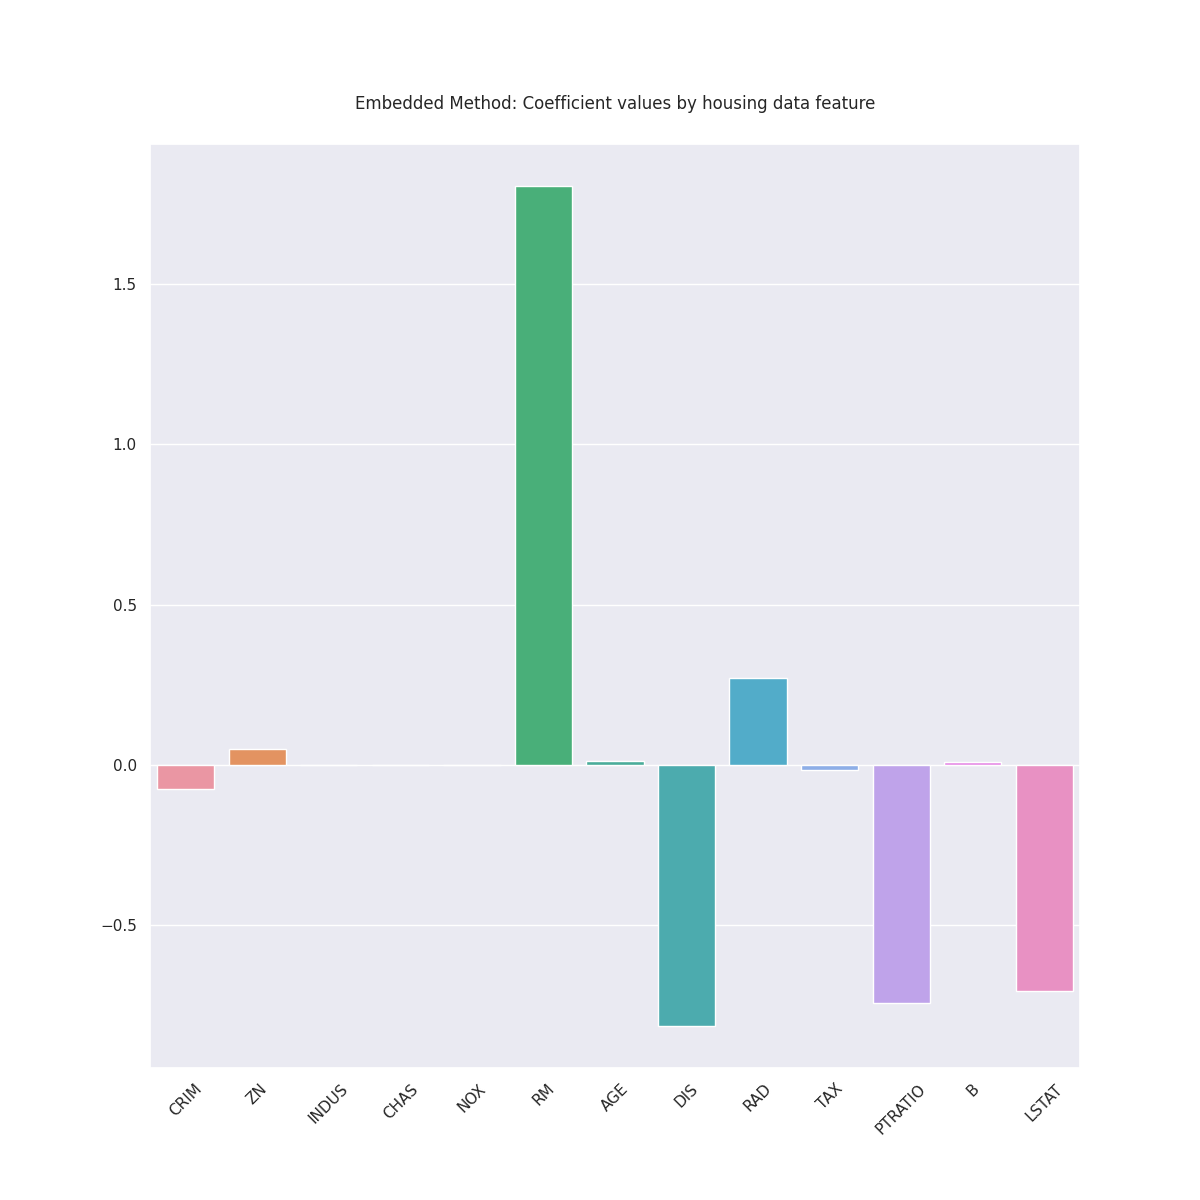 Embedded Method: Coefficient values by housing data feature
1.5
1.0
0.5
0.0
−0.5
CRIM
ZN
INDUS
CHAS
NOX
RM
AGE
DIS
RAD
TAX
PTRATIO
B
LSTAT